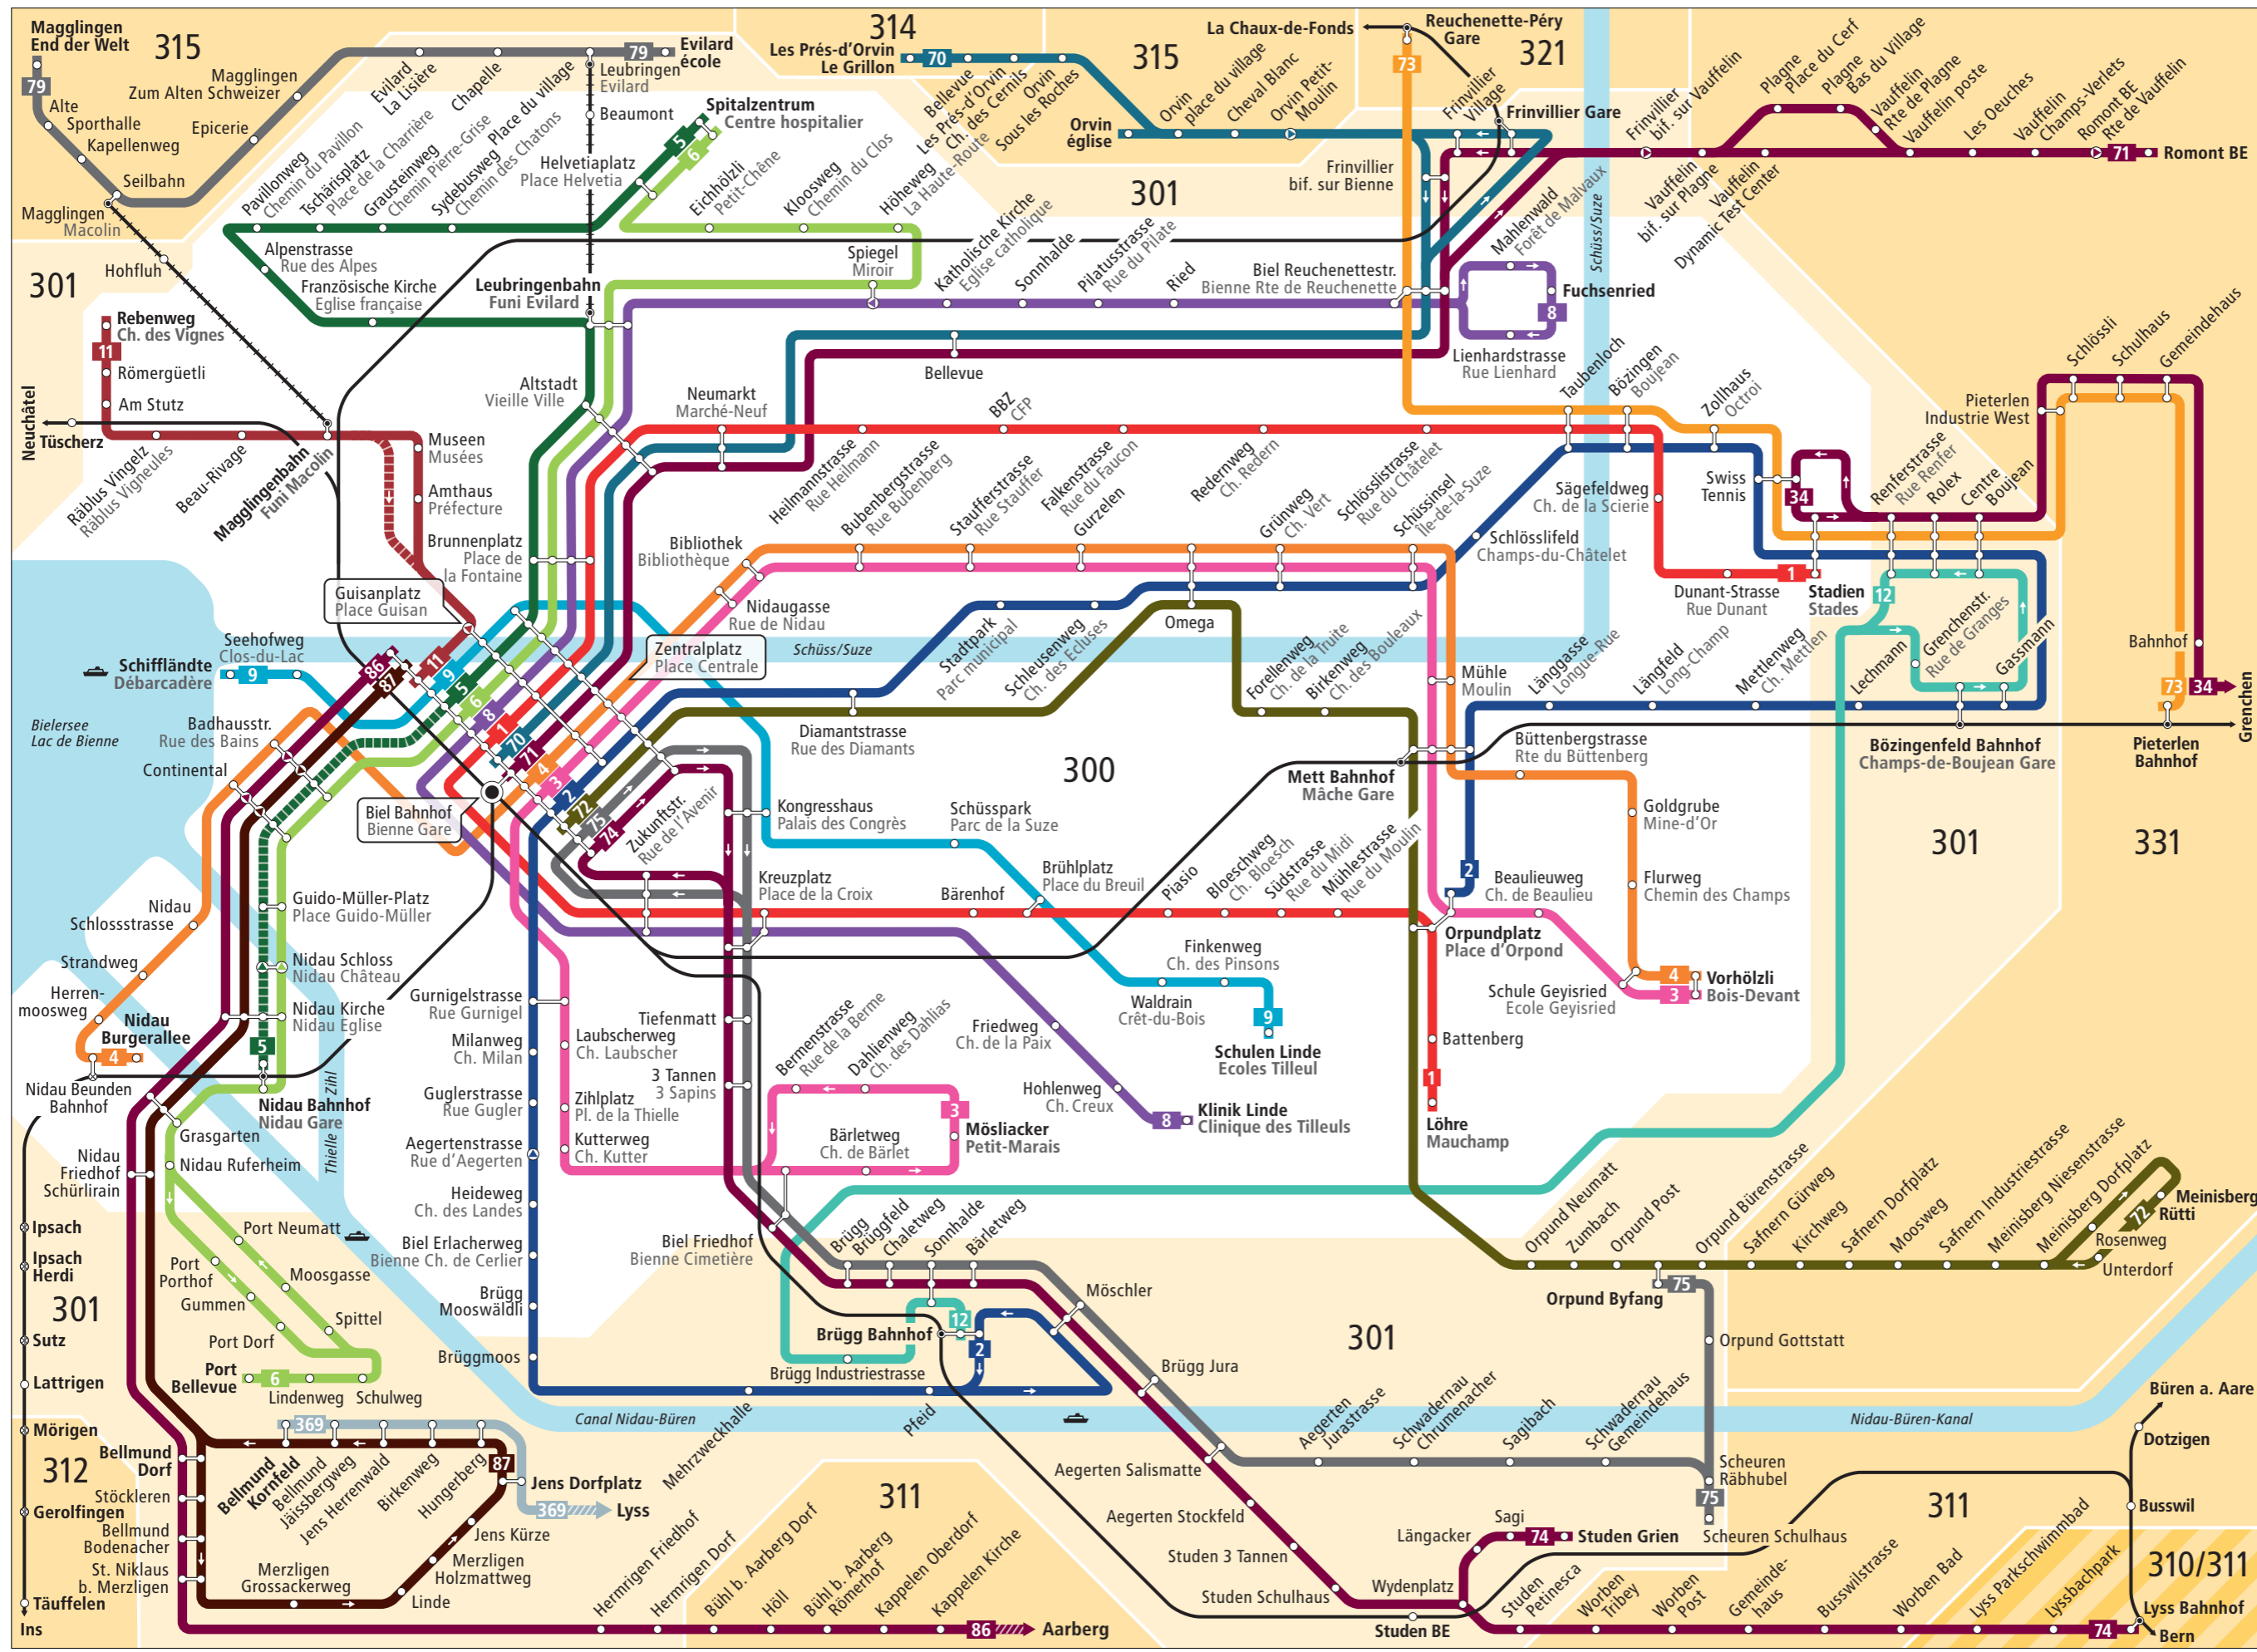 Magglingen
End der Welt
79
315
Alte
Sporthalle
Kapellenweg
Seilbahn
Magglingen
Macolin
Hohfluh
Epicerie
Magglingen
Zum Alten Schweizer
Evilard
La Lisière
Chapelle
Place du village
79
Evilard
école
Leubringen
Evilard
Beaumont
314
Les Prés-d'Orvin
Le Grillon
70
Bellevue
Les Prés-d'Orvin
Ch. des Cernils
Orvin
Sous les Roches
315
Orvin
église
Orvin
place du village
Cheval Blanc
Orvin Petit-
Moulin
La Chaux-de-Fonds
Reuchenette-Péry
Gare
321
73
Frinvillier
Village
Frinvillier Gare
Frinvillier
bif. sur Vauffelin
Frinvillier
bif. sur Bienne
Plagne
Place du Cerf
Plagne
Bas du Village
Vauffelin
Rte de Plagne
Vauffelin poste
Les Oeuches
Vauffelin
Champs-Verlets
Romont BE
Rte de Vauffelin
71
Romont BE
Vauffelin
bif. sur Plagne
Vauffelin
Dynamic Test Center
Spitalzentrum
Centre hospitalier
5
6
Helvetiaplatz
Place Helvetia
Pavillonweg
Chemin du Pavillon
Tschärisplatz
Place de la Charrière
Grausteinweg
Chemin Pierre-Grise
Sydebusweg
Chemin des Chatons
Alpenstrasse
Rue des Alpes
Französische Kirche
Eglise française
Leubringenbahn
Funi Evilard
Eichhölzli
Petit-Chêne
Kloosweg
Chemin du Clos
Höheweg
La Haute-Route
Spiegel
Miroir
Katholische Kirche
Eglise catholique
Sonnhalde
Pilatusstrasse
Rue du Pilate
Ried
301
Biel Reuchenettestr.
Bienne Rte de Reuchenette
Mahlenwald
Forêt de Malvaux
Fuchsenried
8
Lienhardstrasse
Rue Lienhard
Schüss/Suze
301
Rebenweg
Ch. des Vignes
11
Römergüetli
Am Stutz
Neuchâtel
Tüscherz
Räblus Vingelz
Räblus Vigneules
Beau-Rivage
Magglingenbahn
Funi Macolin
Museen
Musées
Amthaus
Préfecture
Altstadt
Vieille Ville
Neumarkt
Marché-Neuf
Bellevue
BBZ
CFP
Heilmannstrasse
Rue Heilmann
Bubenbergstrasse
Rue Bubenberg
Staufferstrasse
Rue Stauffer
Falkenstrasse
Rue du Faucon
Gurzelen
Redernweg
Ch. Redern
Grünweg
Ch. Vert
Schlösslistrasse
Rue du Châtelet
Schüssinsel
Île-de-la-Suze
Taubenloch
Bözingen
Boujean
Zollhaus
Octroi
Sägefeldweg
Ch. de la Scierie
Schlösslifeld
Champs-du-Châtelet
Swiss
Tennis
34
Renferstrasse
Rue Renfer
Rolex
Centre
Boujean
Pieterlen
Industrie West
Schlössli
Schulhaus
Gemeindehaus
Dunant-Strasse
Rue Dunant
1
Stadien
Stades
12
Grenchenstr.
Rue de Granges
Lechmann
Gassmann
Bahnhof
73
34
Grenchen
Pieterlen
Bahnhof
Bözingenfeld Bahnhof
Champs-de-Boujean Gare
Brunnenplatz
Place de
la Fontaine
Bibliothek
Bibliothèque
Nidaugasse
Rue de Nidau
Guisanplatz
Place Guisan
Zentralplatz
Place Centrale
Schüss/Suze
Stadtpark
Parc municipal
Schleusenweg
Ch. des Ecluses
Omega
Forellenweg
Ch. de la Truite
Birkenweg
Ch. des Bouleaux
Mühle
Moulin
Länggasse
Longue-Rue
Längfeld
Long-Champ
Mettlenweg
Ch. Mettlen
Seehofweg
Clos-du-Lac
Schifflände
Débarcadère
9
Bielersee
Lac de Bienne
Badhausstr.
Rue des Bains
Continental
86
87
11
9
5
6
8
1
70
71
4
3
2
72
75
74
Biel Bahnhof
Bienne Gare
Zukunftstr.
Rue de l'Avenir
Diamantstrasse
Rue des Diamants
300
Mett Bahnhof
Mâche Gare
Büttenbergstrasse
Rte du Büttenberg
Goldgrube
Mine-d'Or
Flurweg
Chemin des Champs
301
331
Kongresshaus
Palais des Congrès
Schüsspark
Parc de la Suze
Kreuzplatz
Place de la Croix
Bärenhof
Brühlplatz
Place du Breuil
Piasio
Bloeschweg
Ch. Bloesch
Südstrasse
Rue du Midi
Mühlestrasse
Rue du Moulin
2
Beaulieuweg
Ch. de Beaulieu
Orpundplatz
Place d'Orpond
Schule Geyisried
Ecole Geyisried
4
3
Vorhölzli
Bois-Devant
Nidau
Schlossstrasse
Strandweg
Herren-
moosweg
Nidau
Burgerallee
4
Nidau Beunden
Bahnhof
Guido-Müller-Platz
Place Guido-Müller
Nidau Schloss
Nidau Château
Nidau Kirche
Nidau Eglise
5
Nidau Bahnhof
Nidau Gare
Thielle
Zihl
Grasgarten
Nidau Ruferheim
Nidau
Friedhof
Schürlirain
Gurnigelstrasse
Rue Gurnigel
Milanweg
Ch. Milan
Guglerstrasse
Rue Gugler
Aegertenstrasse
Rue d'Aegerten
Heideweg
Ch. des Landes
Biel Erlacherweg
Bienne Ch. de Cerlier
Brügg
Mooswäldli
Brüggmoos
Laubscherweg
Ch. Laubscher
Zihlplatz
Pl. de la Thielle
Kutterweg
Ch. Kutter
Tiefenmatt
3 Tannen
3 Sapins
Bermenstrasse
Rue de la Berme
Dahlienweg
Ch. des Dahlias
3
Mösliacker
Petit-Marais
Bärletweg
Ch. de Bärlet
Finkenweg
Ch. des Pinsons
Waldrain
Crêt-du-Bois
9
Schulen Linde
Ecoles Tilleul
Friedweg
Ch. de la Paix
Hohlenweg
Ch. Creux
8
Klinik Linde
Clinique des Tilleuls
Battenberg
1
Löhre
Mauchamp
Biel Friedhof
Bienne Cimetière
Brügg
Brüggfeld
Chaletweg
Sonnhalde
Bärletweg
Möschler
Brügg Bahnhof
12
2
Brügg Industriestrasse
Brügg Jura
Mehrzweckhalle
Pfeid
Canal Nidau-Büren
Nidau-Büren-Kanal
Orpund Neumatt
Zumbach
Orpund Post
Orpund Bürenstrasse
Safnern Gürweg
Kirchweg
Safnern Dorfplatz
Moosweg
Safnern Industriestrasse
Meinisberg Niesenstrasse
Meinisberg Dorfplatz
72
Meinisberg
Rütti
Rosenweg
Unterdorf
75
Orpund Byfang
Orpund Gottstatt
301
Aegerten
Jurastrasse
Schwadernau
Chrumenacher
Sagibach
Schwadernau
Gemeindehaus
Scheuren
Räbhubel
75
Scheuren Schulhaus
Ipsach
Ipsach
Herdi
301
Sutz
Lattrigen
Mörigen
312
Gerolfingen
Täuffelen
Ins
Port Neumatt
Port
Porthof
Gummen
Port Dorf
Moosgasse
Spittel
Port
Bellevue
6
Lindenweg
Schulweg
369
Bellmund
Dorf
Stöckleren
Bellmund
Bodenacher
St. Niklaus
b. Merzligen
Bellmund
Kornfeld
Bellmund
Jäissbergweg
Jens Herrenwald
Birkenweg
Hungerberg
87
Jens Dorfplatz
369
Lyss
Jens Kürze
Merzligen
Holzmattweg
Linde
Merzligen
Grossackerweg
Hermrigen Friedhof
Hermrigen Dorf
311
Bühl b. Aarberg Dorf
Höll
Bühl b. Aarberg
Römerhof
Kappelen Oberdorf
Kappelen Kirche
86
Aarberg
Aegerten Salismatte
Aegerten Stockfeld
Studen 3 Tannen
Studen Schulhaus
Wydenplatz
Längacker
Sagi
74
Studen Grien
Studen BE
Studen
Petinesca
Worben
Tribey
Worben
Post
Gemeinde-
haus
Busswilstrasse
Worben Bad
Lyss Parkschwimmbad
Lyssbachpark
74
311
310/311
Büren a. Aare
Dotzigen
Busswil
Lyss Bahnhof
Bern